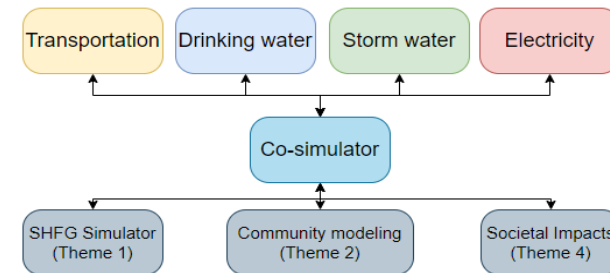 Transportation
Drinking water
Storm water
Electricity
Co-simulator
SHFG Simulator
(Theme 1)
Community modeling
(Theme 2)
Societal Impacts
(Theme 4)